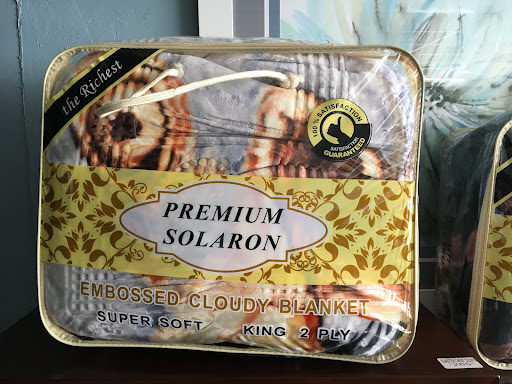 the Richest
100% SATISFACTION
SATISFACTION
GUARANTEED
PREMIUM
SOLARON
EMBOSSED CLOUDY BLANKET
SUPER SOFT KING 2 PLY